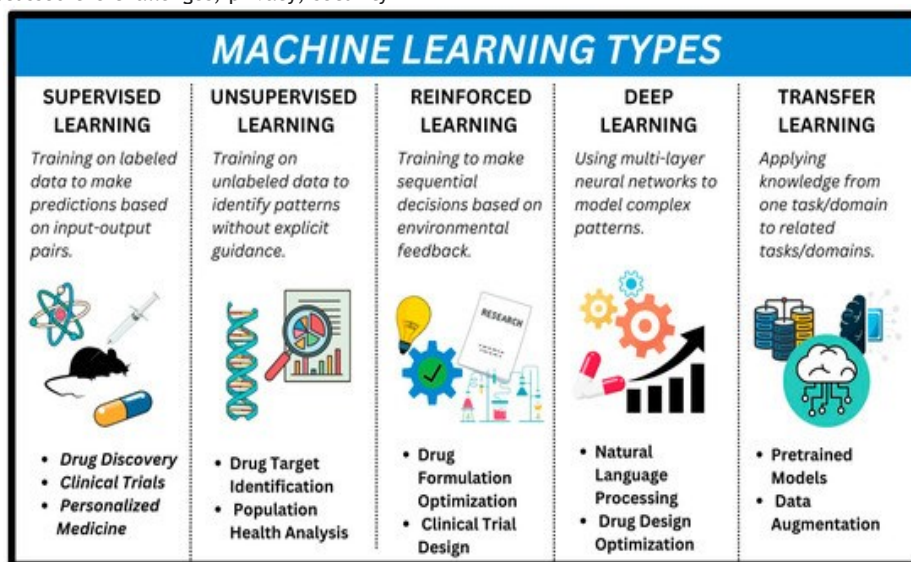 MACHINE LEARNING TYPES
SUPERVISED
LEARNING
Training on labeled
data to make
predictions based
on input-output
pairs.
• Drug Discovery
• Clinical Trials
• Personalized
Medicine
UNSUPERVISED
LEARNING
Training on
unlabeled data to
identify patterns
without explicit
guidance.
• Drug Target
Identification
• Population
Health Analysis
REINFORCED
LEARNING
Training to make
sequential
decisions based on
environmental
feedback.
RESEARCH
• Drug
Formulation
Optimization
• Clinical Trial
Design
DEEP
LEARNING
Using multi-layer
neural networks to
model complex
patterns.
• Natural
Language
Processing
• Drug Design
Optimization
TRANSFER
LEARNING
Applying
knowledge from
one task/domain
to related
tasks/domains.
• Pretrained
Models
• Data
Augmentation